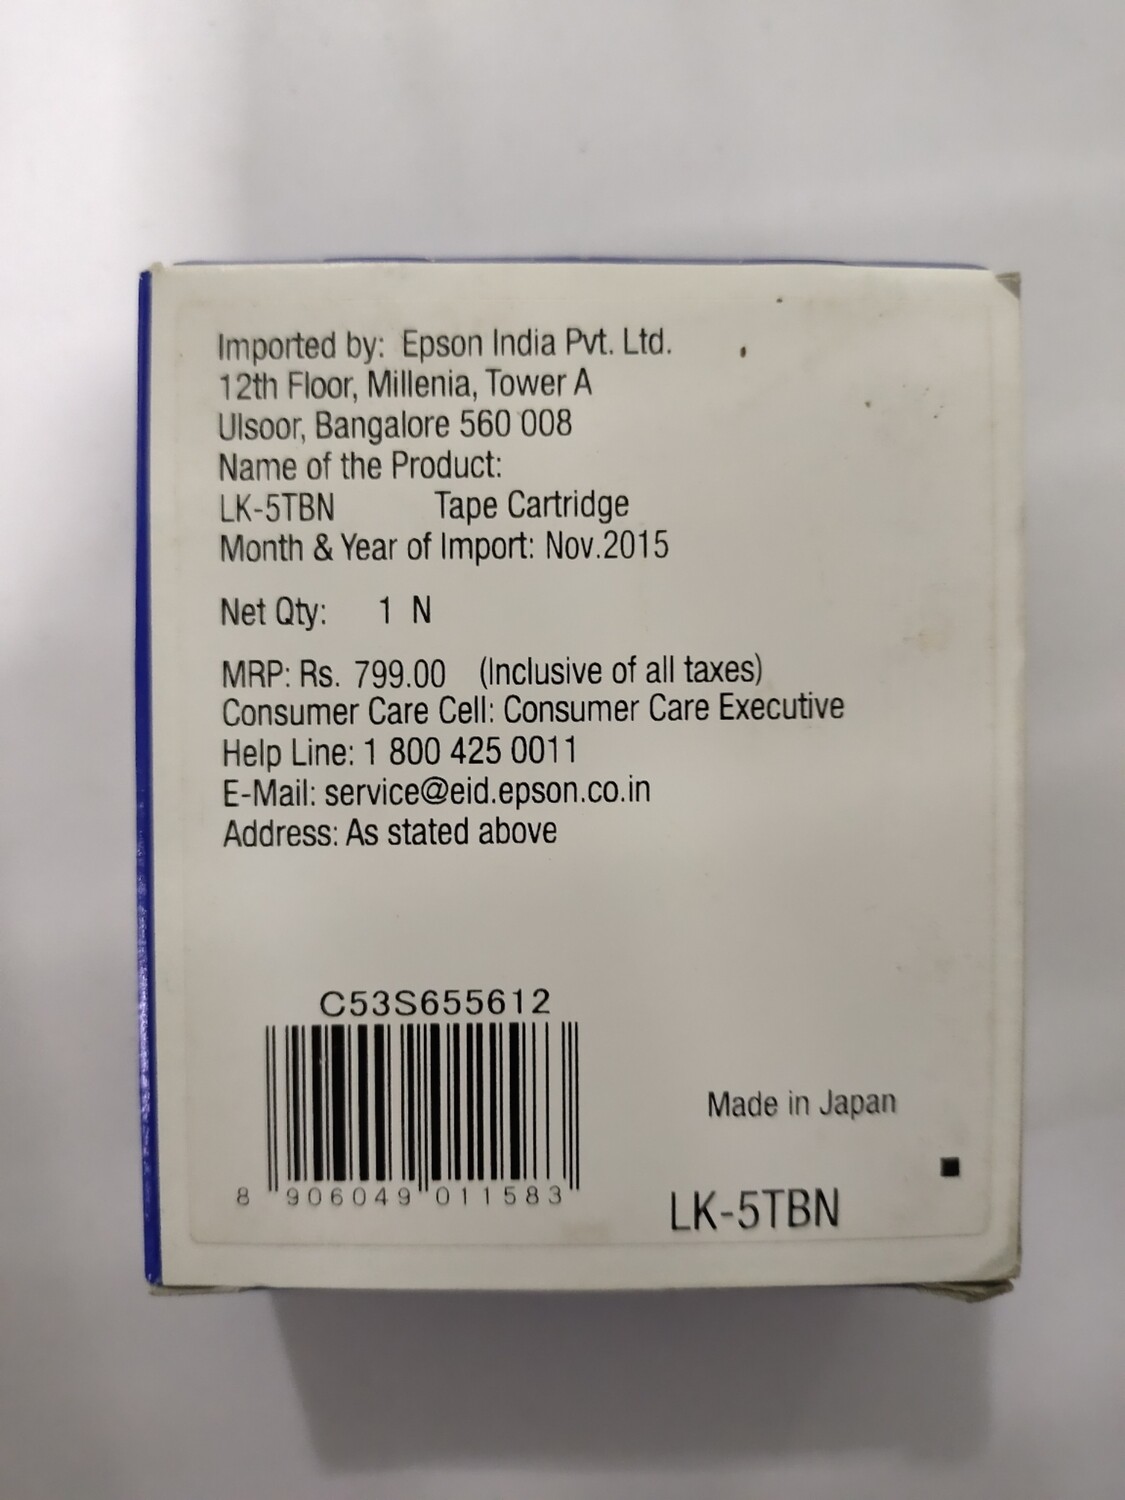 Imported by: Epson India Pvt. Ltd.
12th Floor, Millenia, Tower A
Ulsoor, Bangalore 560 008
Name of the Product:
LK-5TBN Tape Cartridge
Month & Year of Import: Nov.2015
Net Qty: 1 N
MRP: Rs. 799.00 (Inclusive of all taxes)
Consumer Care Cell: Consumer Care Executive
Help Line: 1 800 425 0011
E-Mail: service@eid.epson.co.in
Address: As stated above
C53S655612
8 906049 011583
Made in Japan
LK-5TBN